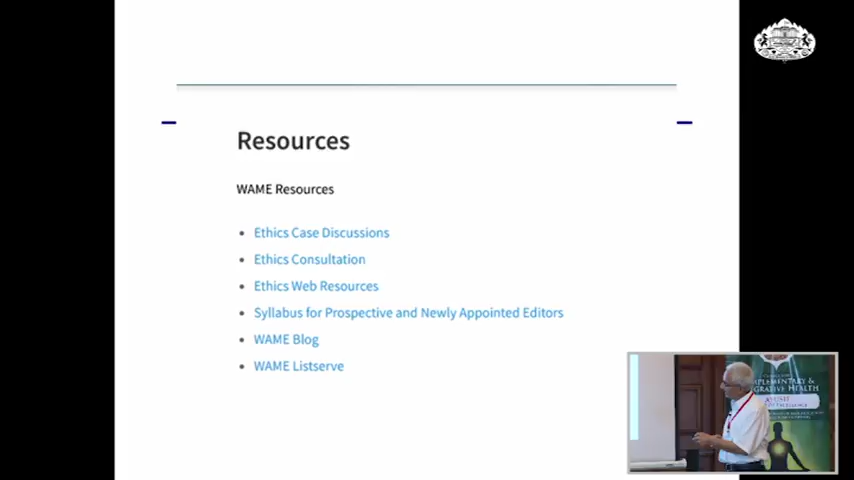 Resources
WAME Resources
Ethics Case Discussions
Ethics Consultation
Ethics Web Resources
Syllabus for Prospective and Newly Appointed Editors
WAME Blog
WAME Listserve
AYUSH